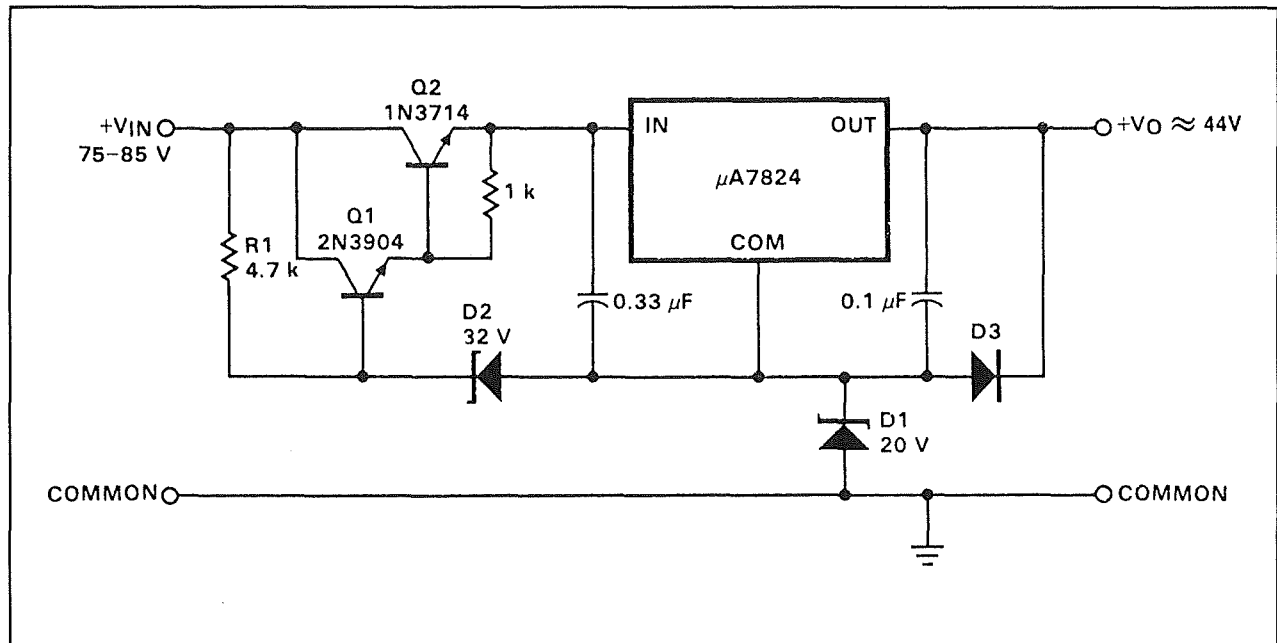 Q2
1N3714
+VIN
75–85 V
IN
OUT
+VO ≈ 44V
μA7824
1 k
Q1
2N3904
R1
4.7 k
COM
0.33 μF
0.1 μF
D2
32 V
D3
D1
20 V
COMMON
COMMON